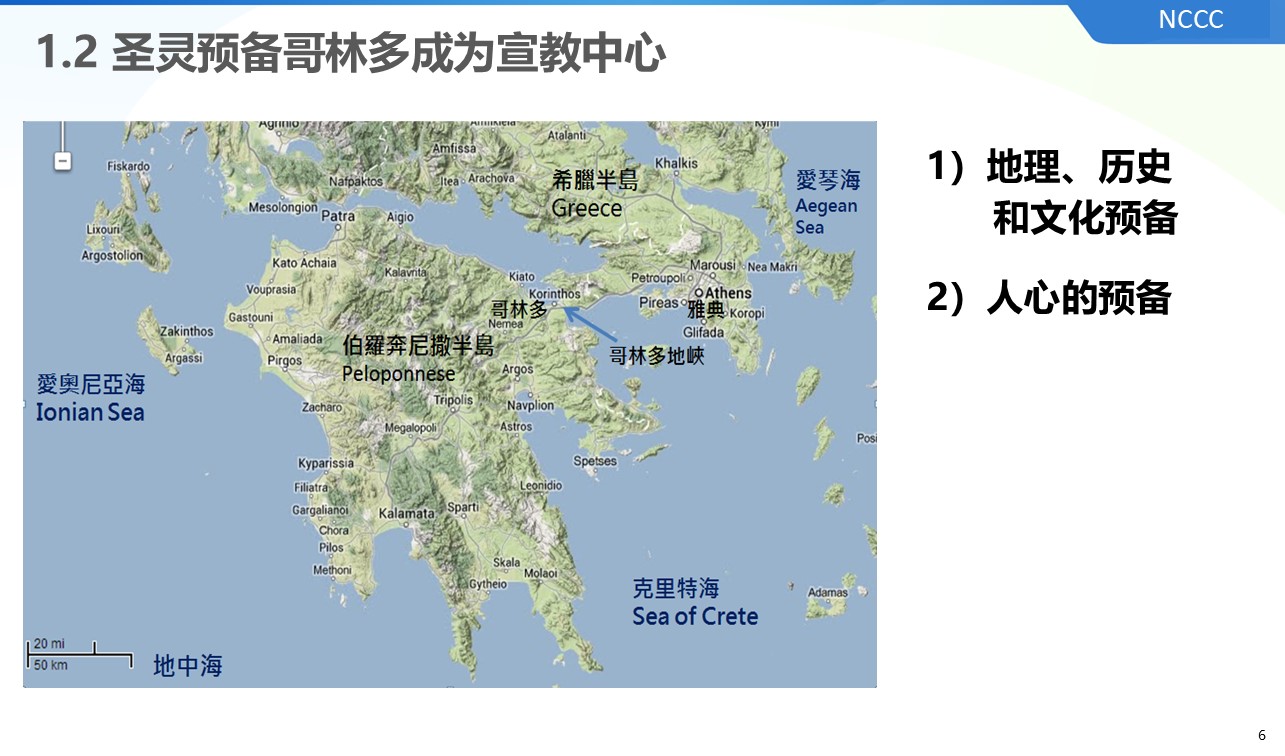 NCCC
1.2 圣灵预备哥林多成为宣教中心
1）地理、历史
和文化预备
2）人心的预备
Agrinio
Atalanti
Kymi
Amfissa
Fiskardo
Khalkis
Nafpaktos
Itea
Arachova
希臘半島
Greece
愛琴海
Aegean
Sea
Mesolongion
Patra
Aigio
Lixouri
Argostolion
Kato Achaia
Kalavrita
Kiato
Marousi
Nea Makri
Petroupoli
Vouprasia
Korinthos
Athens
Pireas
雅典
Koropi
哥林多
Gastouni
Nemea
Glifada
Zakinthos
Amaliada
伯羅奔尼撒半島
Peloponnese
哥林多地峽
Argassi
Pirgos
Argos
愛奧尼亞海
Ionian Sea
Zacharo
Tripolis
Navplion
Megalopoli
Astros
Posi
Kyparissia
Spetses
Filiatra
Leonidio
Gargalianoi
Kalamata
Sparti
Chora
Pilos
Methoni
Skala
Molaoi
Gytheio
克里特海
Sea of Crete
Adamas
20 mi
50 km
地中海
6